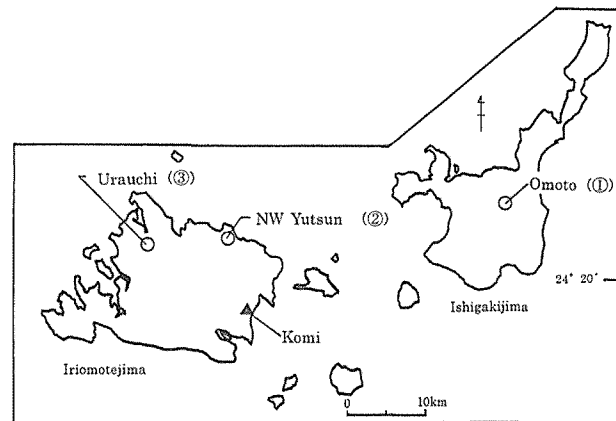 Urauchi (③)
NW Yutsun (②)
Omoto (①)
24° 20'
Ishigakijima
Komi
Iriomotejima
0 10km